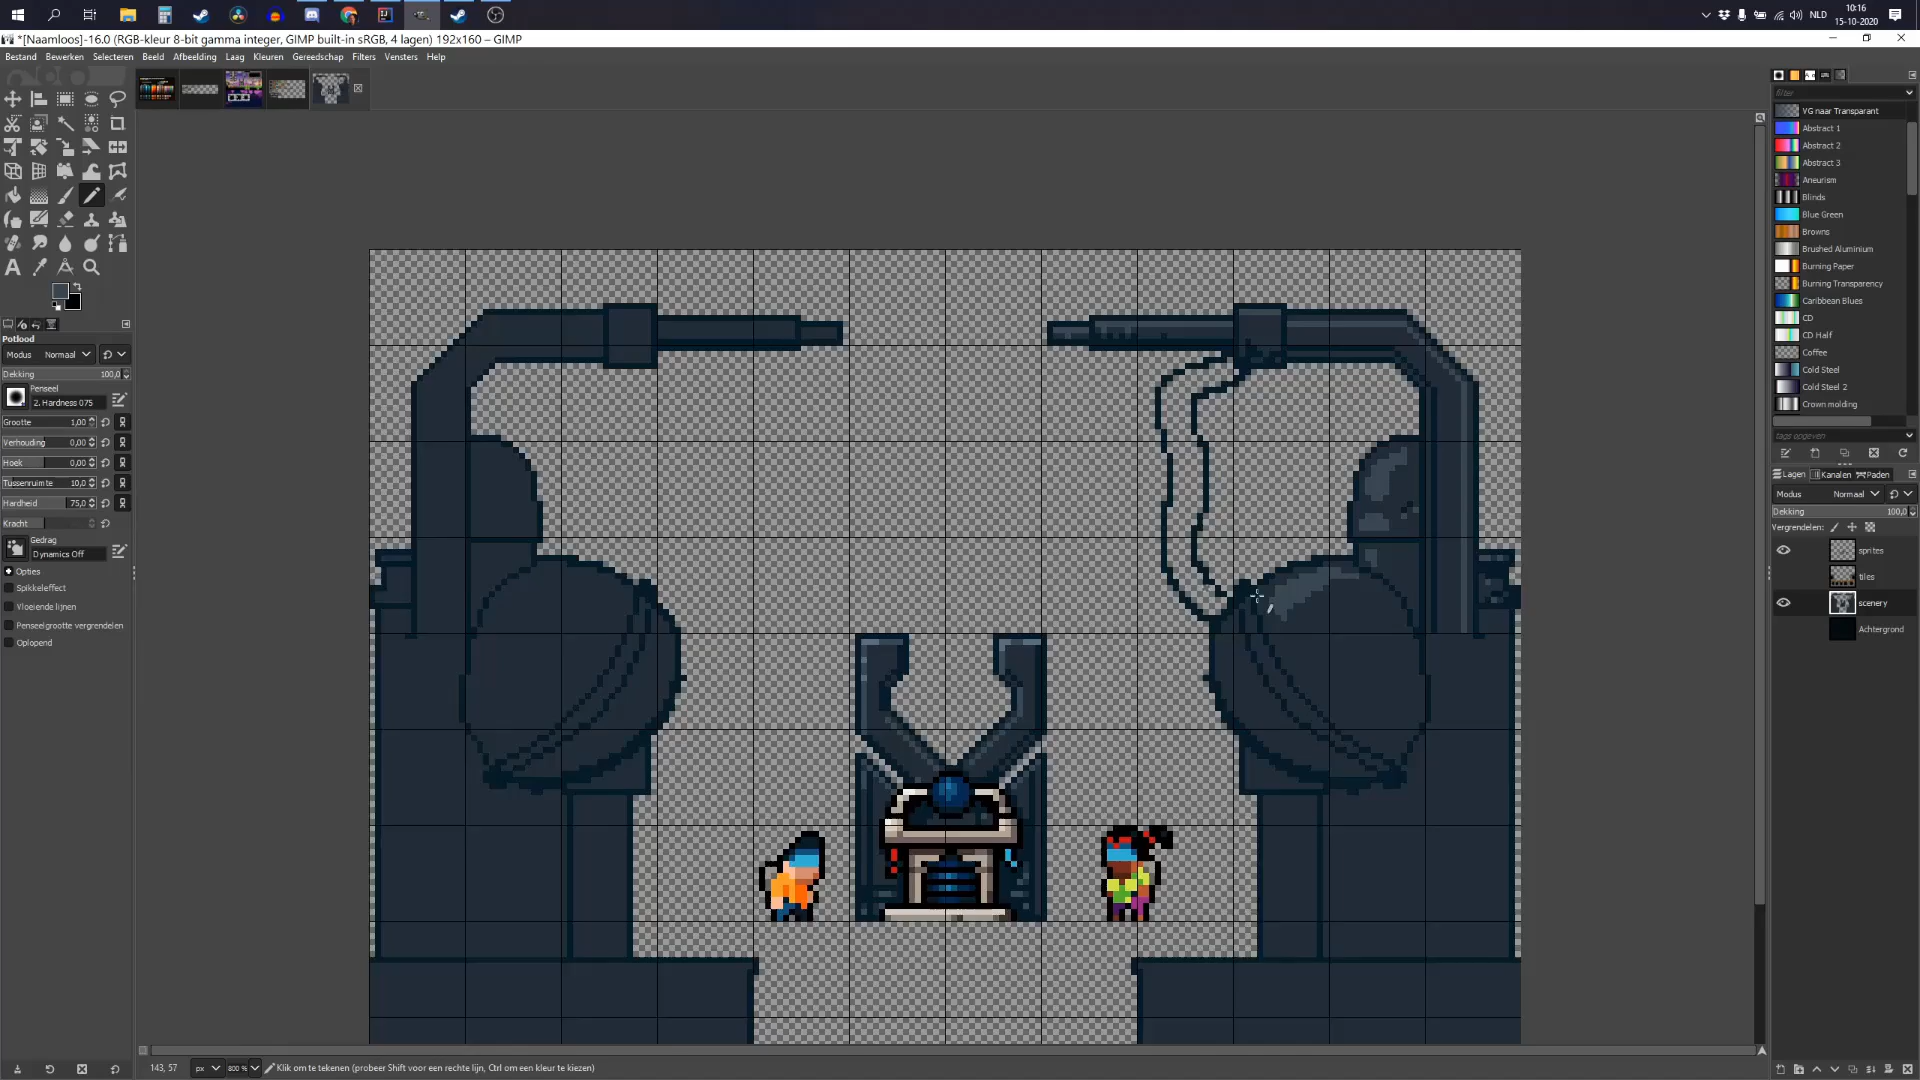 NLD
10:16
15-10-2020
*[Naamloos]-16.0 (RGB-kleur 8-bit gamma integer, GIMP built-in sRGB, 4 lagen) 192x160 – GIMP
Bestand Bewerken Selecteren Beeld Afbeelding Laag Kleuren Gereedschap Filters Vensters Help
Potlood
Modus Normaal
Dekking 100,0
Penseel
2. Hardness 075
Grootte 1,00
Verhouding 0,00
Hoek 0,00
Tussenruimte 10,0
Hardheid 75,0
Kracht
Gedrag
Dynamics Off
Opties
Spikkeleffect
Vloeiende lijnen
Penseelgrootte vergrendelen
Oplopend
filter
VG naar Transparant
Abstract 1
Abstract 2
Abstract 3
Aneurism
Blinds
Blue Green
Browns
Brushed Aluminium
Burning Paper
Burning Transparency
Caribbean Blues
CD
CD Half
Coffee
Cold Steel
Cold Steel 2
Crown molding
tags opgeven
Lagen Kanalen Paden
Modus Normaal
Dekking 100,0
Vergrendelen:
sprites
tiles
scenery
Achtergrond
143, 57 px 800 % Klik om te tekenen (probeer Shift voor een rechte lijn, Ctrl om een kleur te kiezen)